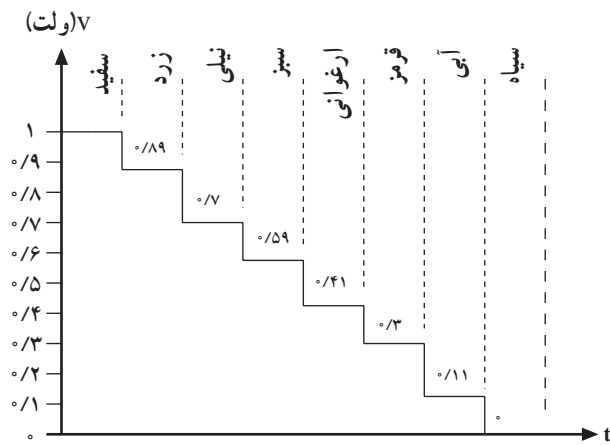 v(ولت)
سفید
زرد
نیلی
سبز
ارغوانی
قرمز
آبی
سیاه
۱
۰/۹
۰/۸
۰/۷
۰/۶
۰/۵
۰/۴
۰/۳
۰/۲
۰/۱
۰
۰/۸۹
۰/۷
۰/۵۹
۰/۴۱
۰/۳
۰/۱۱
۰
t